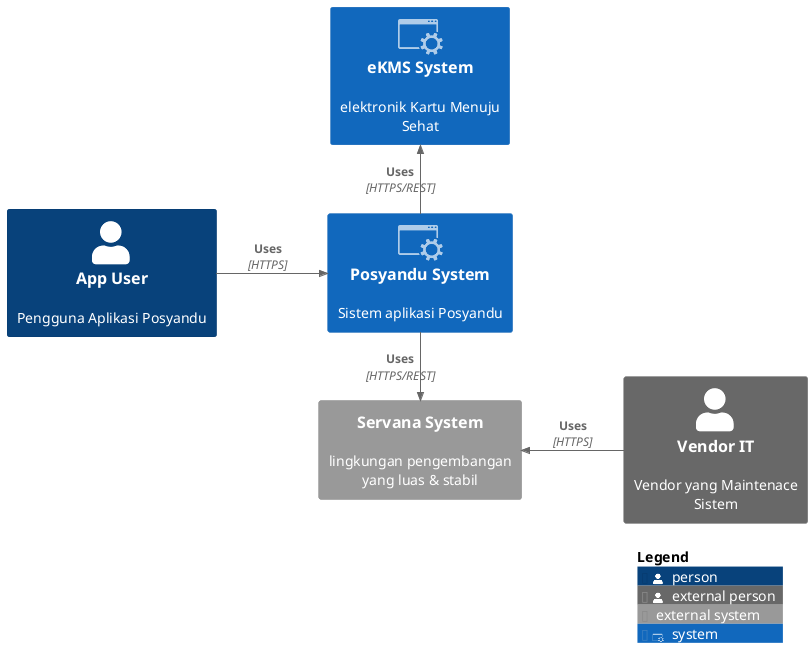 eKMS System
elektronik Kartu Menuju
Sehat
Uses
[HTTPS/REST]
App User
Pengguna Aplikasi Posyandu
Uses
[HTTPS]
Posyandu System
Sistem aplikasi Posyandu
Uses
[HTTPS/REST]
Servana System
lingkungan pengembangan
yang luas & stabil
Uses
[HTTPS]
Vendor IT
Vendor yang Maintenace
Sistem
Legend
person
external person
external system
system